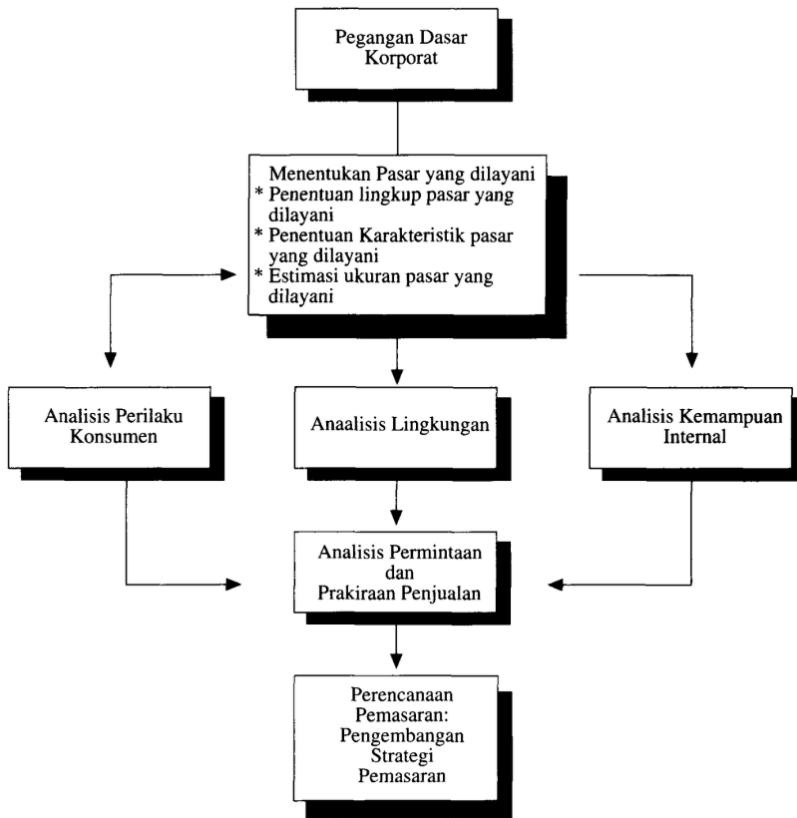 Pegangan Dasar
Korporat
Menentukan Pasar yang dilayani
* Penentuan lingkup pasar yang
dilayani
* Penentuan Karakteristik pasar
yang dilayani
* Estimasi ukuran pasar yang
dilayani
Analisis Perilaku
Konsumen
Anaalisis Lingkungan
Analisis Kemampuan
Internal
Analisis Permintaan
dan
Prakiraan Penjualan
Perencanaan
Pemasaran:
Pengembangan
Strategi
Pemasaran